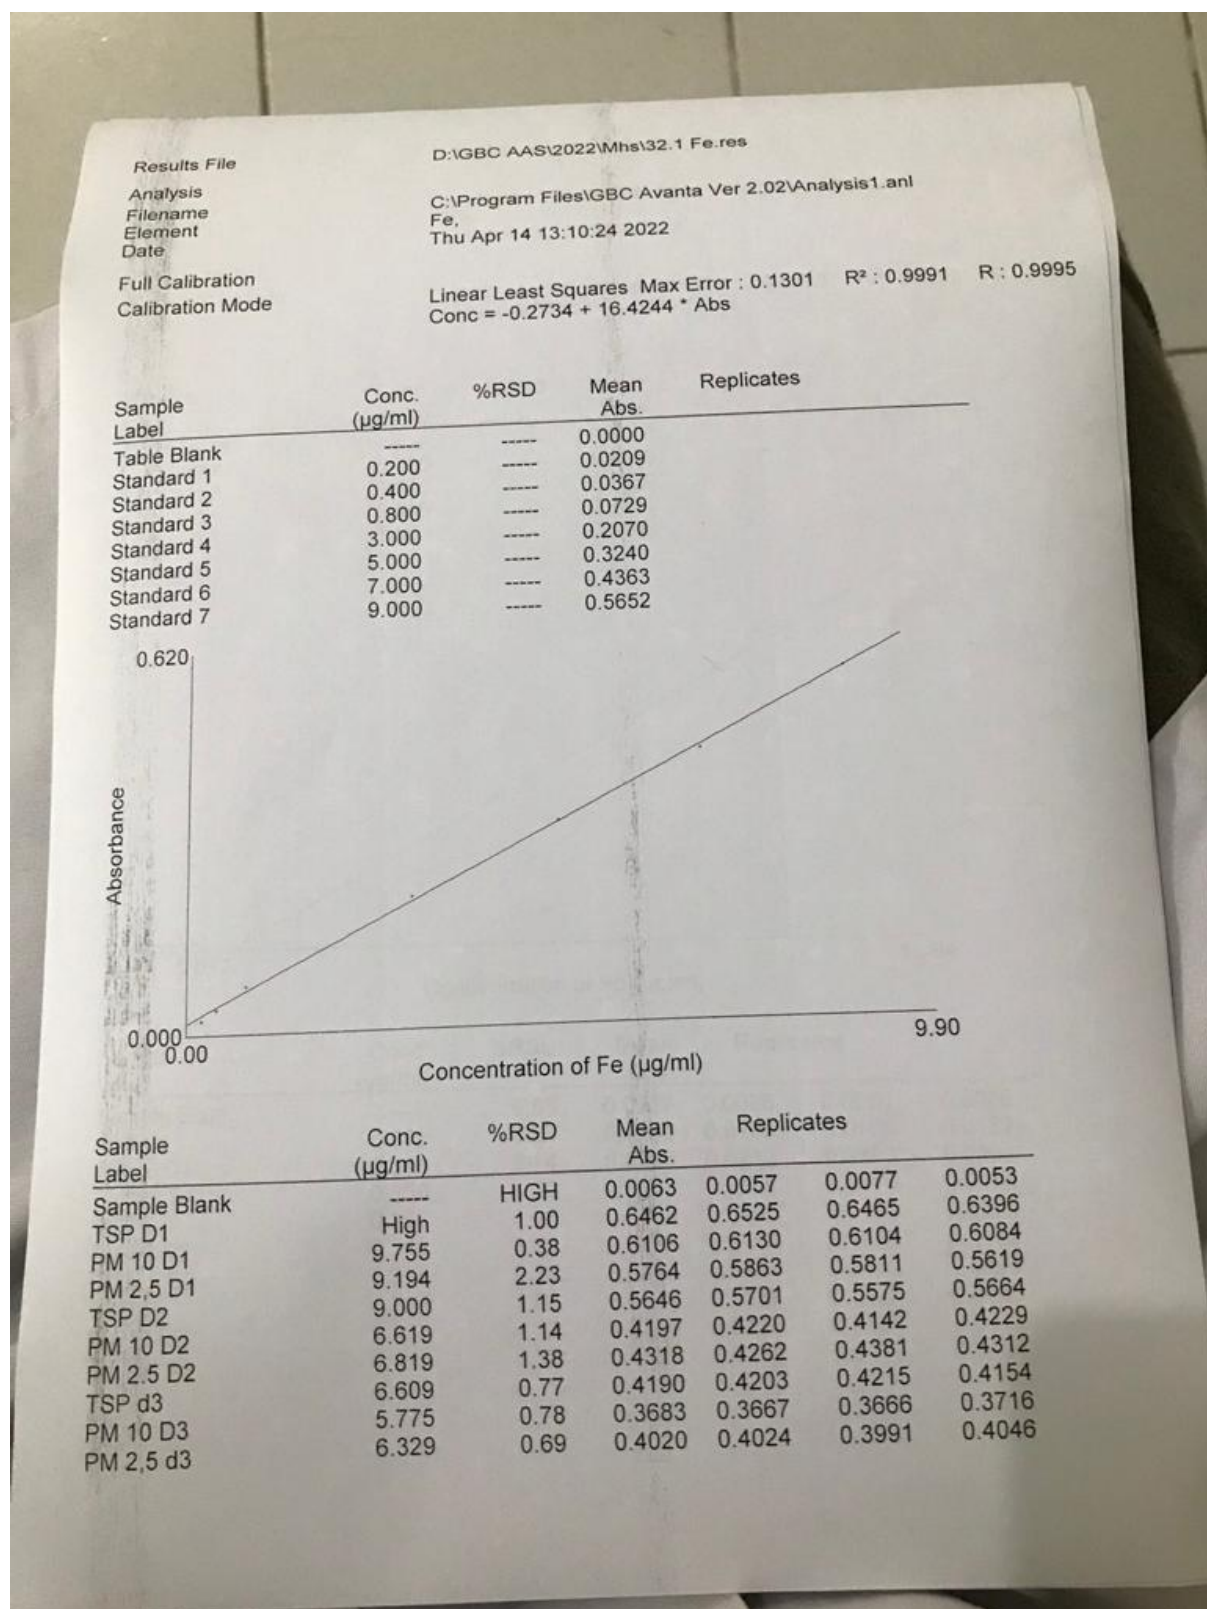 Results File D:\GBC AAS\2022\Mhs\32.1 Fe.res
Analysis
Filename C:\Program Files\GBC Avanta Ver 2.02\Analysis1.anl
Element Fe,
Date Thu Apr 14 13:10:24 2022
Full Calibration
Calibration Mode Linear Least Squares Max Error : 0.1301 R² : 0.9991 R : 0.9995
Conc = -0.2734 + 16.4244 * Abs
Sample Conc. %RSD Mean Replicates
Label (µg/ml) Abs.
Table Blank ----- ----- 0.0000
Standard 1 0.200 ----- 0.0209
Standard 2 0.400 ----- 0.0367
Standard 3 0.800 ----- 0.0729
Standard 4 3.000 ----- 0.2070
Standard 5 5.000 ----- 0.3240
Standard 6 7.000 ----- 0.4363
Standard 7 9.000 ----- 0.5652
0.620
Absorbance
0.000
0.00 9.90
Concentration of Fe (µg/ml)
Sample Conc. %RSD Mean Replicates
Label (µg/ml) Abs.
Sample Blank ----- HIGH 0.0063 0.0057 0.0077 0.0053
TSP D1 High 1.00 0.6462 0.6525 0.6465 0.6396
PM 10 D1 9.755 0.38 0.6106 0.6130 0.6104 0.6084
PM 2,5 D1 9.194 2.23 0.5764 0.5863 0.5811 0.5619
TSP D2 9.000 1.15 0.5646 0.5701 0.5575 0.5664
PM 10 D2 6.619 1.14 0.4197 0.4220 0.4142 0.4229
PM 2.5 D2 6.819 1.38 0.4318 0.4262 0.4381 0.4312
TSP d3 6.609 0.77 0.4190 0.4203 0.4215 0.4154
PM 10 D3 5.775 0.78 0.3683 0.3667 0.3666 0.3716
PM 2,5 d3 6.329 0.69 0.4020 0.4024 0.3991 0.4046